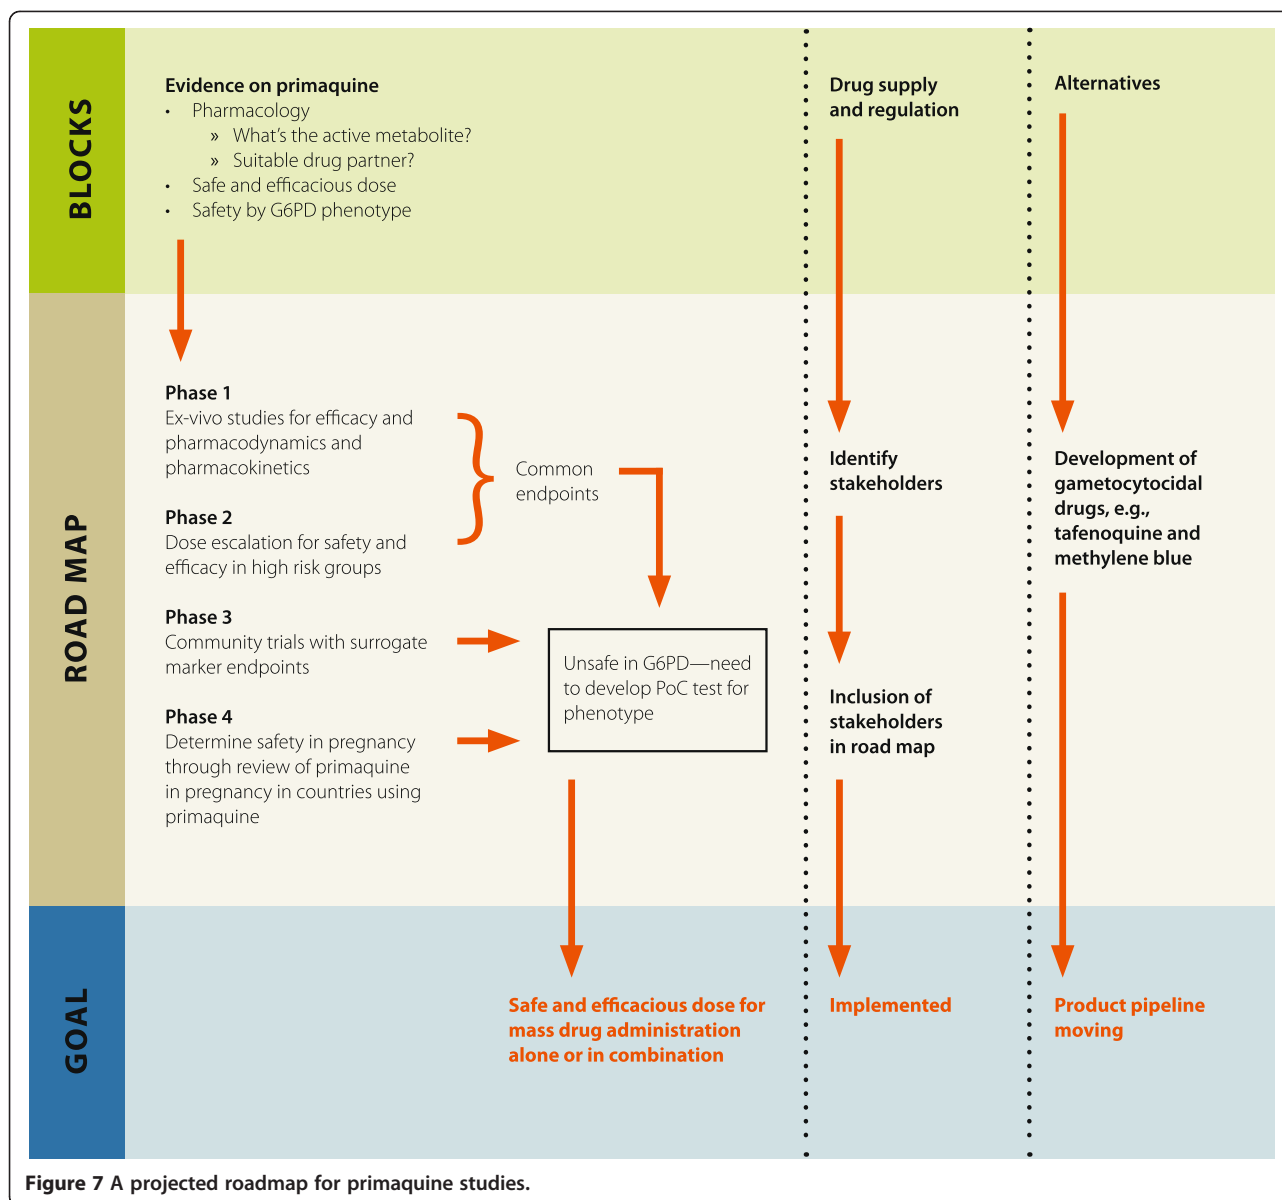 BLOCKS
Evidence on primaquine
• Pharmacology
» What's the active metabolite?
» Suitable drug partner?
• Safe and efficacious dose
• Safety by G6PD phenotype
Drug supply
and regulation
Alternatives
ROAD MAP
Phase 1
Ex-vivo studies for efficacy and
pharmacodynamics and
pharmacokinetics
Phase 2
Dose escalation for safety and
efficacy in high risk groups
Common
endpoints
Phase 3
Community trials with surrogate
marker endpoints
Phase 4
Determine safety in pregnancy
through review of primaquine
in pregnancy in countries using
primaquine
Unsafe in G6PD—need
to develop PoC test for
phenotype
Identify
stakeholders
Inclusion of
stakeholders
in road map
Development of
gametocytocidal
drugs, e.g.,
tafenoquine and
methylene blue
GOAL
Safe and efficacious dose for
mass drug administration
alone or in combination
Implemented
Product pipeline
moving
Figure 7 A projected roadmap for primaquine studies.